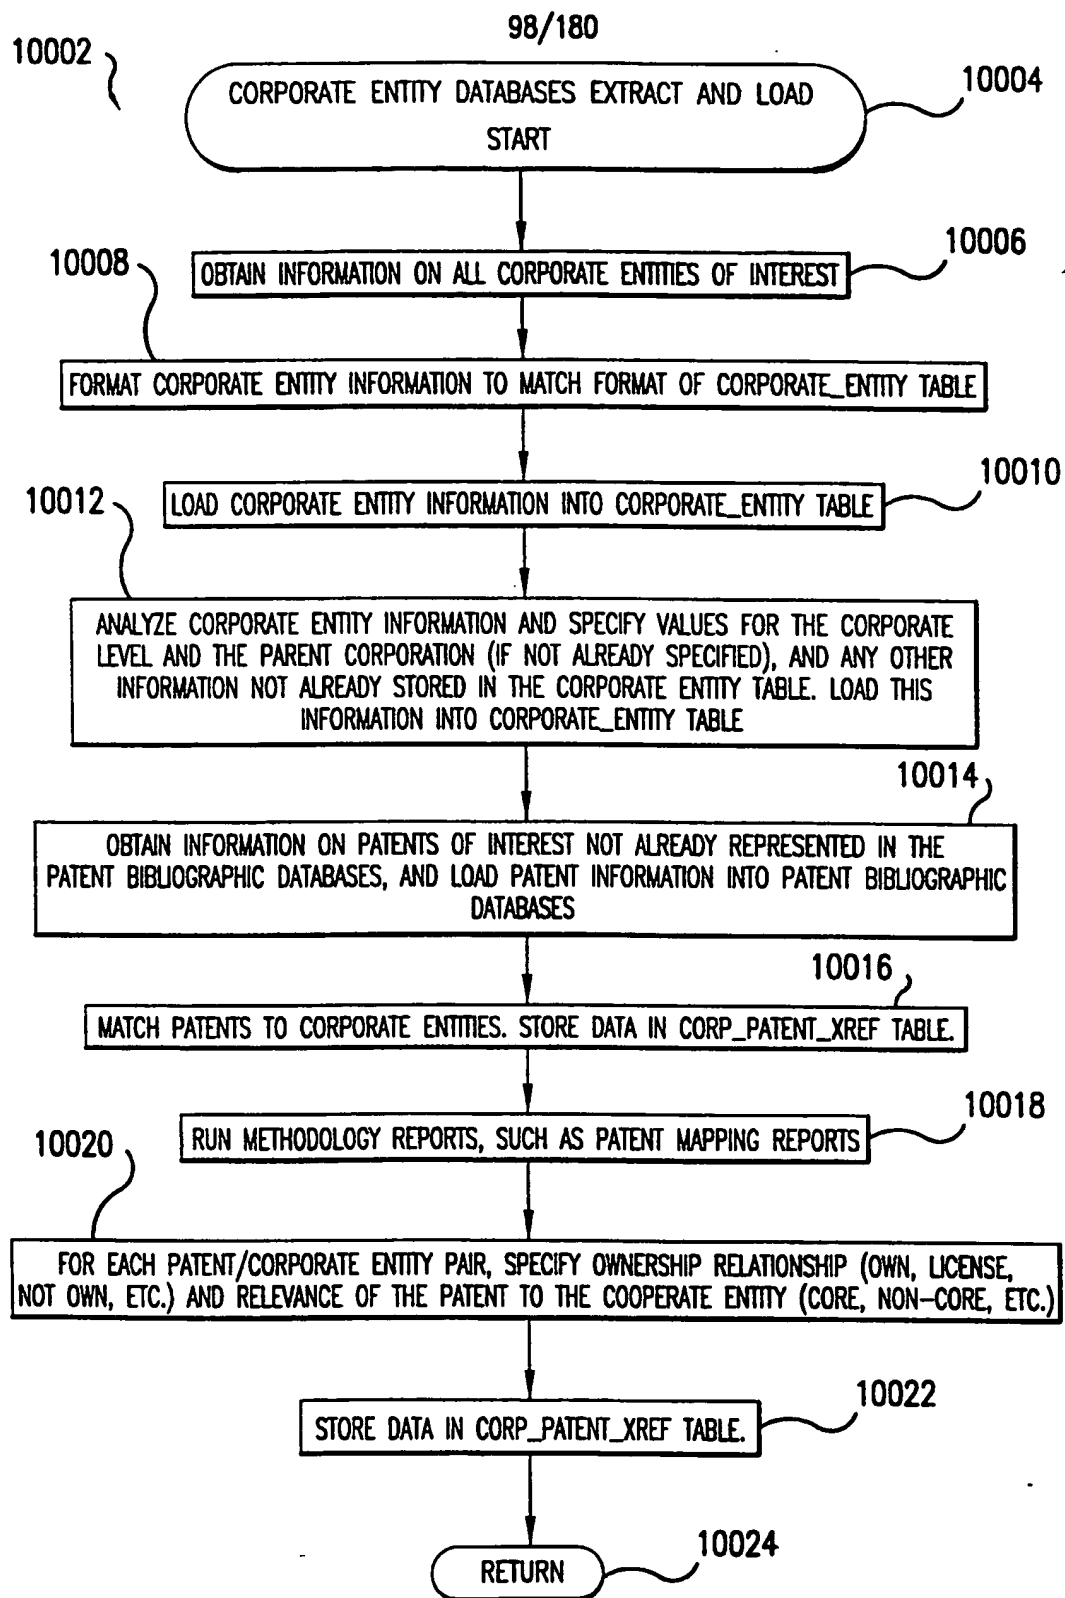 98/180
10002
10004
CORPORATE ENTITY DATABASES EXTRACT AND LOAD
START
10006
OBTAIN INFORMATION ON ALL CORPORATE ENTITIES OF INTEREST
10008
FORMAT CORPORATE ENTITY INFORMATION TO MATCH FORMAT OF CORPORATE_ENTITY TABLE
10010
LOAD CORPORATE ENTITY INFORMATION INTO CORPORATE_ENTITY TABLE
10012
ANALYZE CORPORATE ENTITY INFORMATION AND SPECIFY VALUES FOR THE CORPORATE
LEVEL AND THE PARENT CORPORATION (IF NOT ALREADY SPECIFIED), AND ANY OTHER
INFORMATION NOT ALREADY STORED IN THE CORPORATE ENTITY TABLE. LOAD THIS
INFORMATION INTO CORPORATE_ENTITY TABLE
10014
OBTAIN INFORMATION ON PATENTS OF INTEREST NOT ALREADY REPRESENTED IN THE
PATENT BIBLIOGRAPHIC DATABASES, AND LOAD PATENT INFORMATION INTO PATENT BIBLIOGRAPHIC
DATABASES
10016
MATCH PATENTS TO CORPORATE ENTITIES. STORE DATA IN CORP_PATENT_XREF TABLE.
10018
RUN METHODOLOGY REPORTS, SUCH AS PATENT MAPPING REPORTS
10020
FOR EACH PATENT/CORPORATE ENTITY PAIR, SPECIFY OWNERSHIP RELATIONSHIP (OWN, LICENSE,
NOT OWN, ETC.) AND RELEVANCE OF THE PATENT TO THE COOPERATE ENTITY (CORE, NON-CORE, ETC.)
10022
STORE DATA IN CORP_PATENT_XREF TABLE.
10024
RETURN